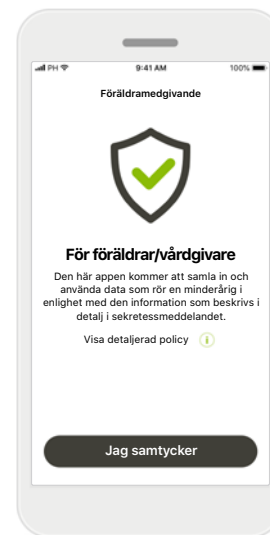 PH 9:41 AM 100%
Föräldramedgivande
För föräldrar/vårdgivare
Den här appen kommer att samla in och
använda data som rör en minderårig i
enlighet med den information som beskrivs i
detalj i sekretessmeddelandet.
Visa detaljerad policy i
Jag samtycker